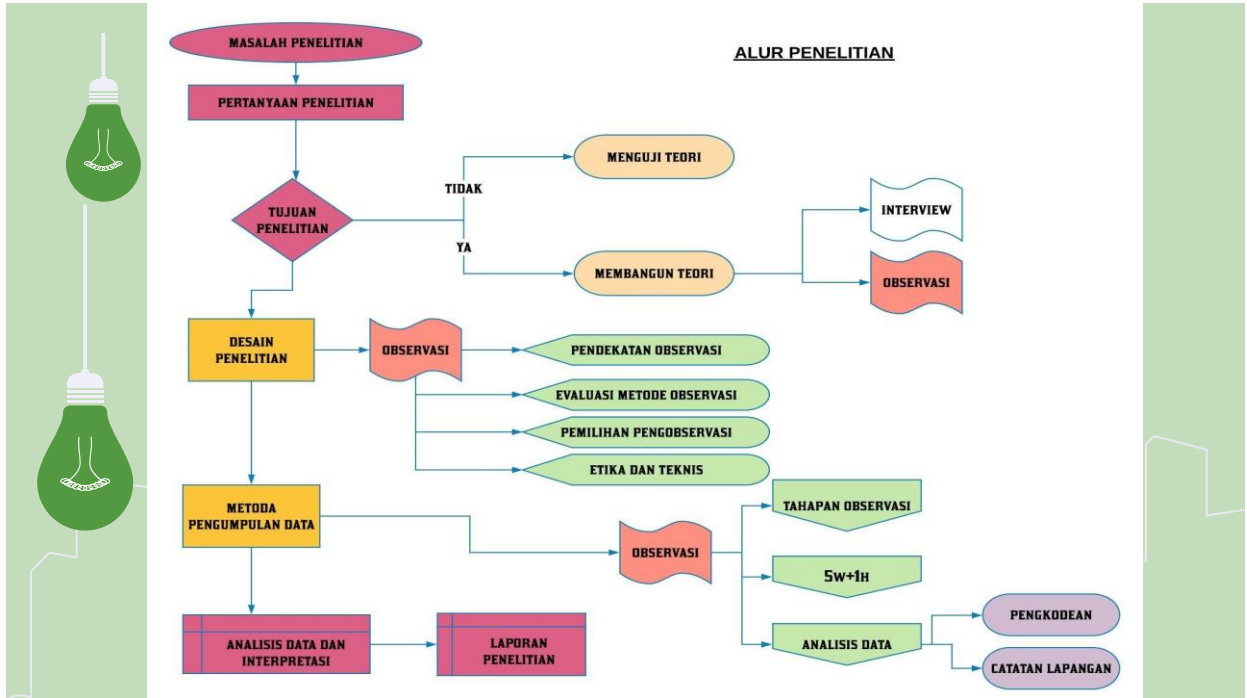 ALUR PENELITIAN
MASALAH PENELITIAN
PERTANYAAN PENELITIAN
TUJUAN
PENELITIAN
TIDAK
YA
MENGUJI TEORI
MEMBANGUN TEORI
INTERVIEW
OBSERVASI
DESAIN
PENELITIAN
OBSERVASI
PENDEKATAN OBSERVASI
EVALUASI METODE OBSERVASI
PEMILIHAN PENGOBSERVASI
ETIKA DAN TEKNIS
METODA
PENGUMPULAN DATA
OBSERVASI
TAHAPAN OBSERVASI
5W+1H
ANALISIS DATA
PENGKODEAN
CATATAN LAPANGAN
ANALISIS DATA DAN
INTERPRETASI
LAPORAN
PENELITIAN